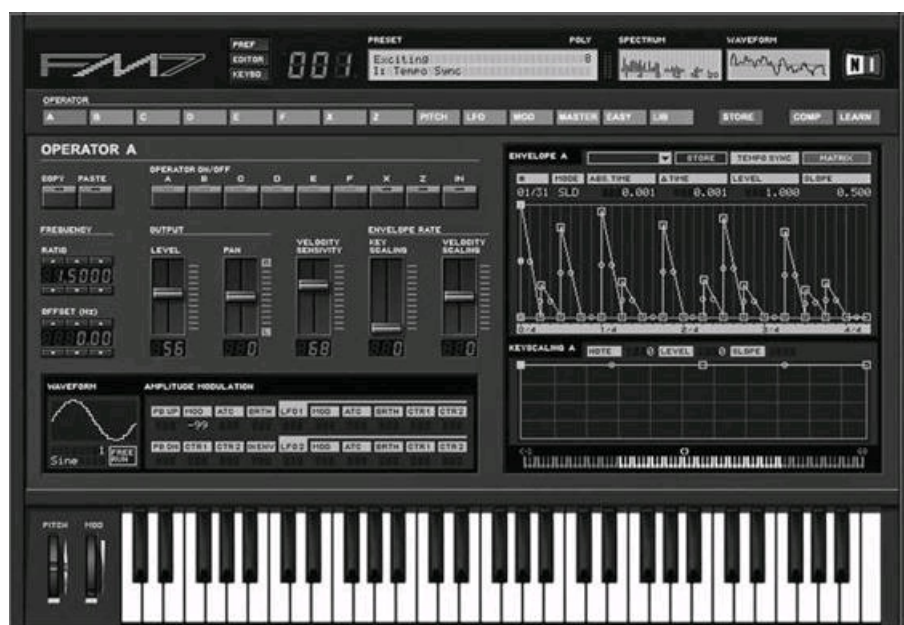 FM7
PREF
EDITOR
KEYBD
001
PRESET POLY
Exciting 8
1: Tempo Sync
SPECTRUM
WAVEFORM
NI
OPERATOR
A B C D E F X Z PITCH LFO MOD MASTER EASY LIB STORE COMP LEARN
OPERATOR A
COPY PASTE
OPERATOR ON/OFF
A B C D E F X Z IN
FREQUENCY
RATIO
1.5000
OFFSET (Hz)
0.00
OUTPUT
LEVEL PAN VELOCITY SENSIVITY
56 0 68
ENVELOPE RATE
KEY SCALING VELOCITY SCALING
0 0
WAVEFORM
Sine 1 FREE RUN
AMPLITUDE MODULATION
PB UP MOD ATC BRTH LFO1 MOD ATC BRTH CTR1 CTR2
-99
PB DN CTR1 CTR2 INENV LFO2 MOD ATC BRTH CTR1 CTR2
ENVELOPE A STORE TEMPO SYNC MATRIX
MODE ABS. TIME Δ TIME LEVEL SLOPE
01/31 SLD 0.001 0.001 1.000 0.500
0/4 1/4 2/4 3/4 4/4
KEYSCALING A NOTE 0 LEVEL 0 SLOPE
PITCH MOD